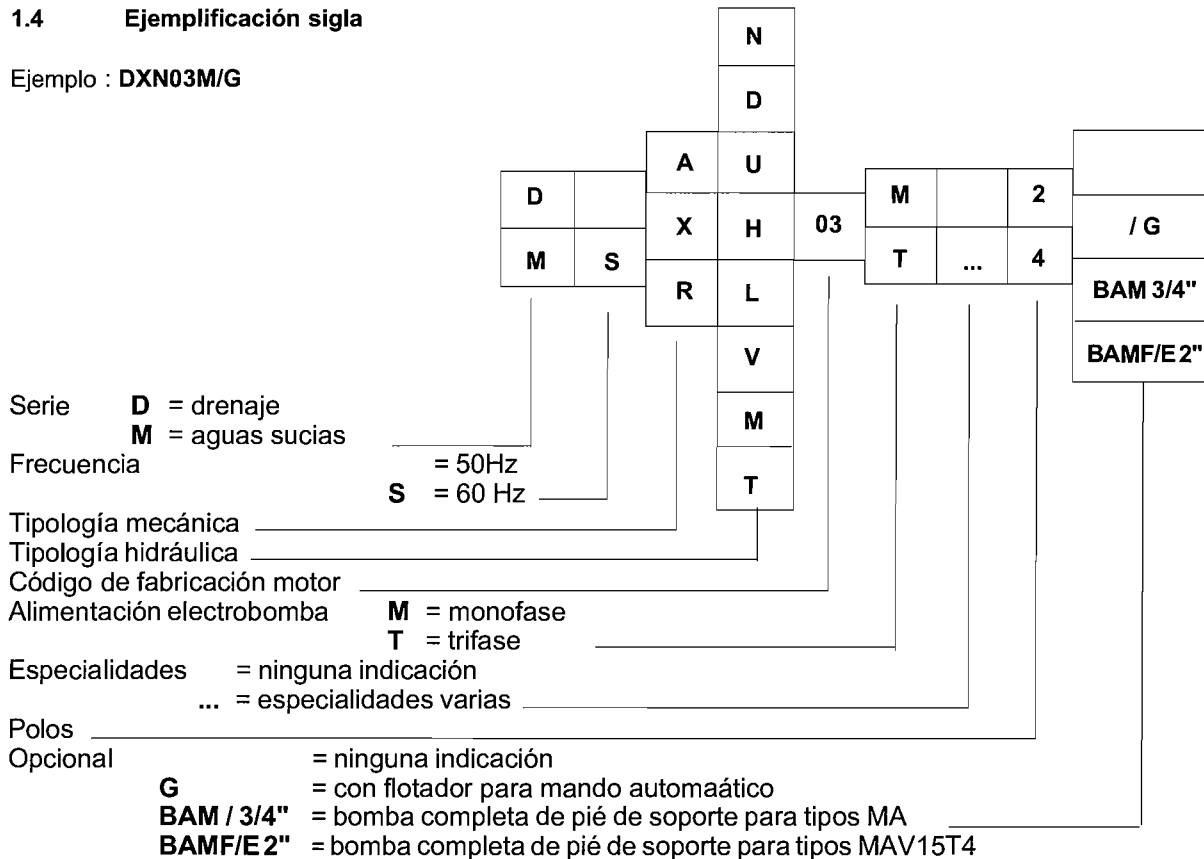 1.4 Ejemplificación sigla
Ejemplo : DXN03M/G
N
D
A U
D M 2
X H 03 / G
M S T ... 4
R L BAM 3/4"
V BAMF/E 2"
M
T
Serie D = drenaje
M = aguas sucias
Frecuencia = 50Hz
S = 60 Hz
Tipología mecánica
Tipología hidráulica
Código de fabricación motor
Alimentación electrobomba M = monofase
T = trifase
Especialidades = ninguna indicación
... = especialidades varias
Polos
Opcional = ninguna indicación
G = con flotador para mando automaático
BAM / 3/4" = bomba completa de pié de soporte para tipos MA
BAMF/E 2" = bomba completa de pié de soporte para tipos MAV15T4